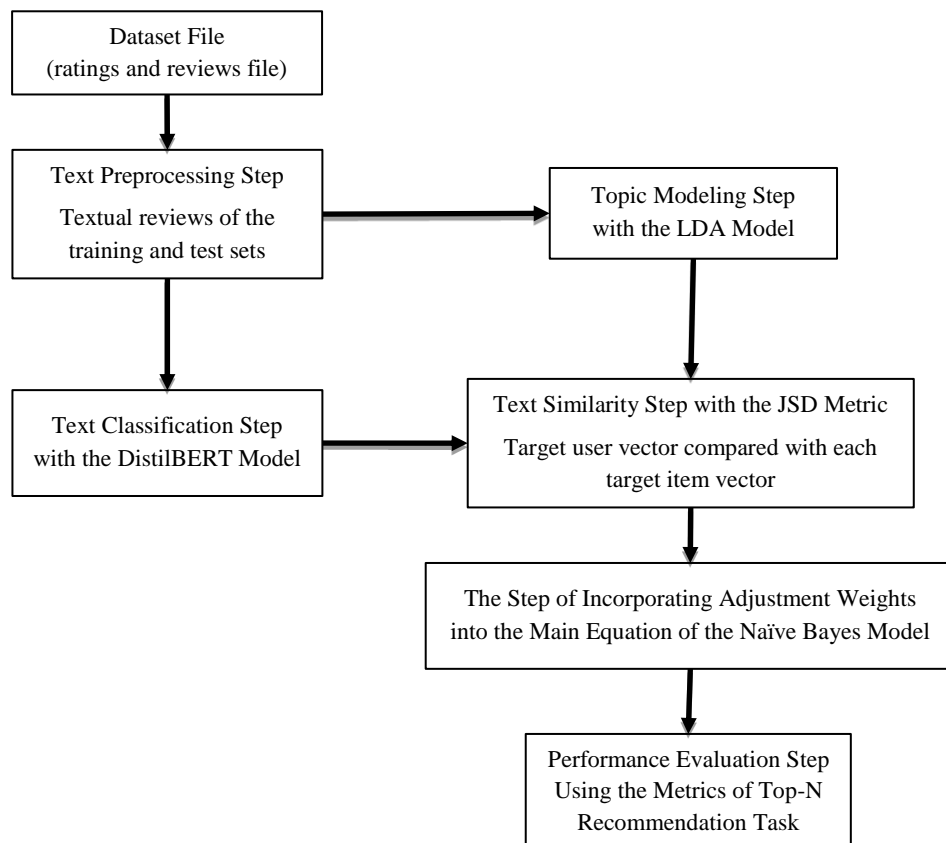 Dataset File
(ratings and reviews file)
Text Preprocessing Step
Textual reviews of the
training and test sets
Topic Modeling Step
with the LDA Model
Text Classification Step
with the DistilBERT Model
Text Similarity Step with the JSD Metric
Target user vector compared with each
target item vector
The Step of Incorporating Adjustment Weights
into the Main Equation of the Naïve Bayes Model
Performance Evaluation Step
Using the Metrics of Top-N
Recommendation Task